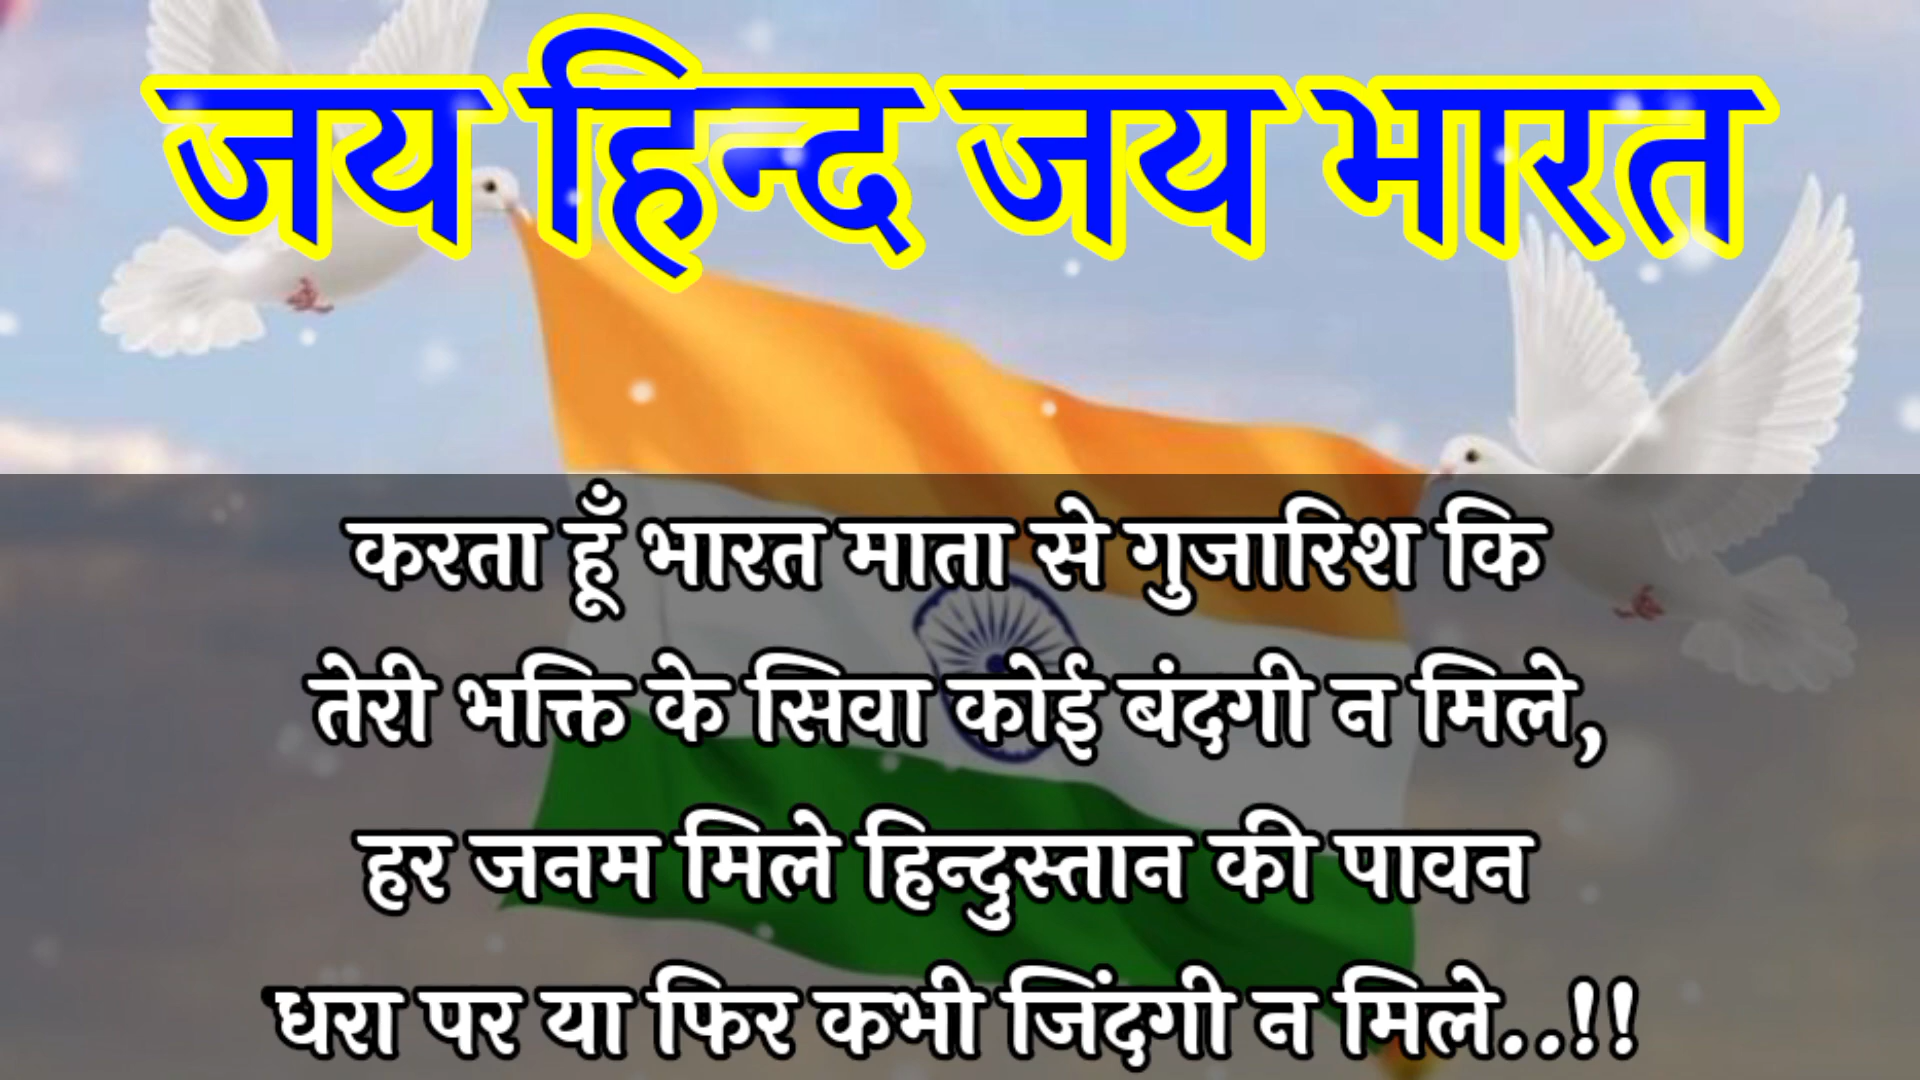 जय हिन्द जय भारत
करता हूँ भारत माता से गुजारिश कि
तेरी भक्ति के सिवा कोई बंदगी न मिले,
हर जनम मिले हिन्दुस्तान की पावन
धरा पर या फिर कभी जिंदगी न मिले..!!